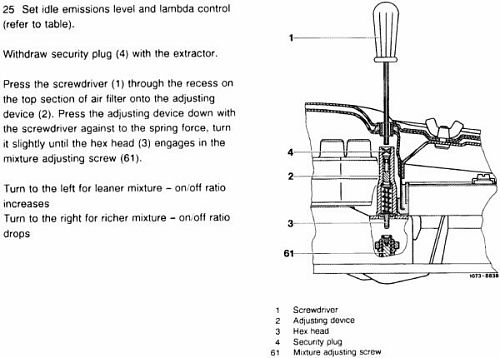 25 Set idle emissions level and lambda control
(refer to table).
Withdraw security plug (4) with the extractor.
Press the screwdriver (1) through the recess on
the top section of air filter onto the adjusting
device (2). Press the adjusting device down with
the screwdriver against to the spring force, turn
it slightly until the hex head (3) engages in the
mixture adjusting screw (61).
Turn to the left for leaner mixture – on/off ratio
increases
Turn to the right for richer mixture – on/off ratio
drops
1
4
2
3
61
1073-8838
1 Screwdriver
2 Adjusting device
3 Hex head
4 Security plug
61 Mixture adjusting screw